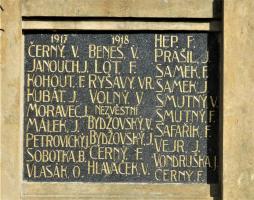 1917
ČERNÝ, V.
JANOUCH, J.
KOHOUT, F.
KUBÁT, J.
MORAVEC, J.
MÁLEK, J.
PETROVICKÝ, J.
SOBOTKA, B.
VLASÁK, O.
1918
BENEŠ, V.
LOT, F.
RYŠAVÝ, VR.
VOLNÝ, V.
NEZVĚSTNÍ
BYDŽOVSKÝ, V.
BYDŽOVSKÝ, J.
ČERNÝ, F.
HLAVÁČEK, V.
HEP, F.
PRÁŠIL, J.
SAMEK, F.
SAMEK, J.
SMUTNÝ, V.
SMUTNÝ, F.
ŠAFAŘÍK, F.
VEJR, J.
VONDRUŠKA, J.
ČERNÝ, F.